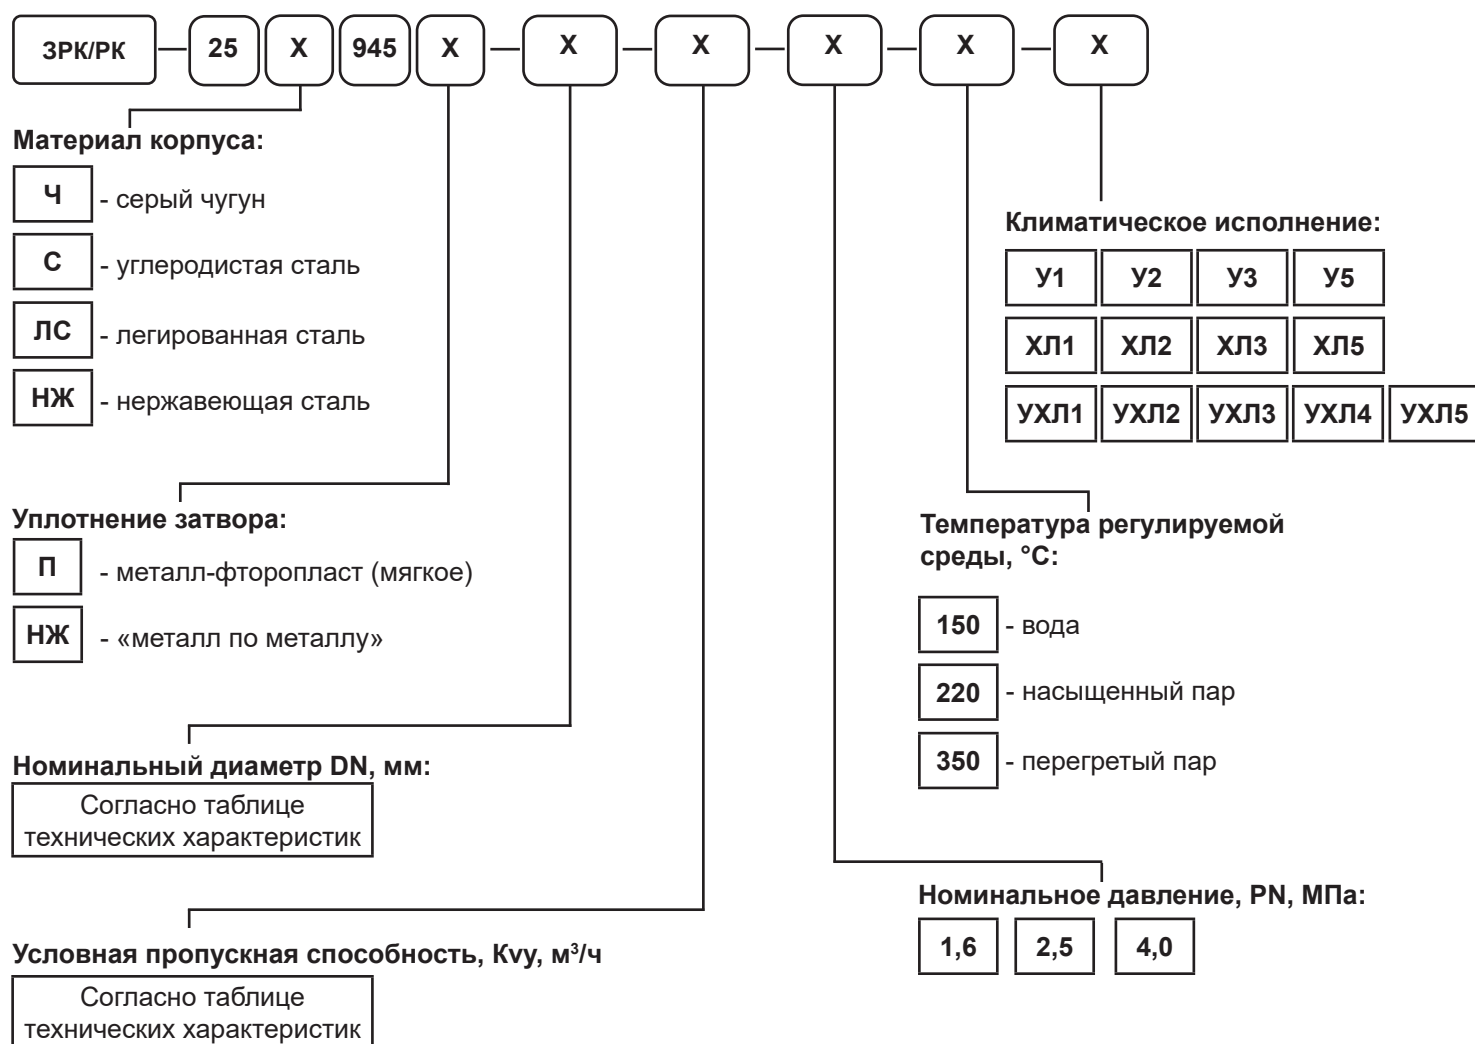 ЗРК/РК — 25 X 945 X — X — X — X — X — X
Материал корпуса:
Ч - серый чугун
С - углеродистая сталь
ЛС - легированная сталь
НЖ - нержавеющая сталь
Уплотнение затвора:
П - металл-фторопласт (мягкое)
НЖ - «металл по металлу»
Номинальный диаметр DN, мм:
Согласно таблице
технических характеристик
Условная пропускная способность, Kvy, м³/ч
Согласно таблице
технических характеристик
Климатическое исполнение:
У1 У2 У3 У5
ХЛ1 ХЛ2 ХЛ3 ХЛ5
УХЛ1 УХЛ2 УХЛ3 УХЛ4 УХЛ5
Температура регулируемой
среды, °С:
150 - вода
220 - насыщенный пар
350 - перегретый пар
Номинальное давление, PN, МПа:
1,6 2,5 4,0